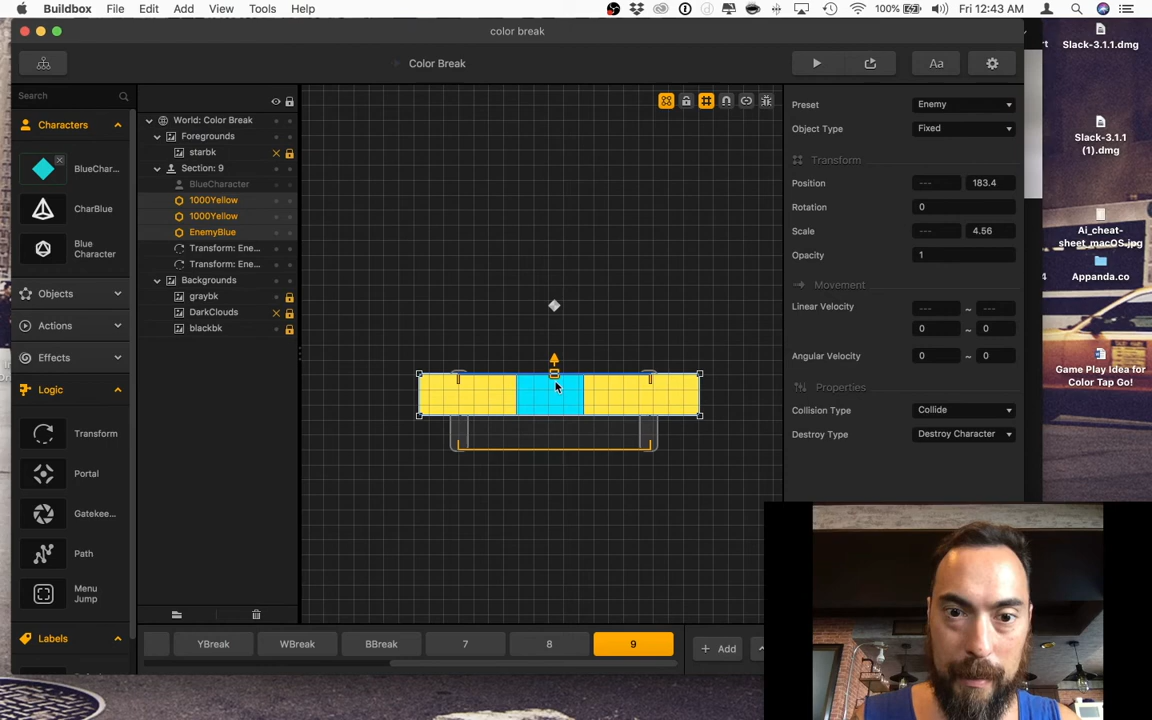 Buildbox File Edit Add View Tools Help 100% Fri 12:43 AM
color break
Color Break
Aa
Search
Characters
BlueChar...
CharBlue
Blue Character
Objects
Actions
Effects
Logic
Transform
Portal
Gatekee...
Path
Menu Jump
Labels
World: Color Break
Foregrounds
starbk
Section: 9
BlueCharacter
1000Yellow
1000Yellow
EnemyBlue
Transform: Ene...
Transform: Ene...
Backgrounds
graybk
DarkClouds
blackbk
YBreak WBreak BBreak 7 8 9 + Add
Preset Enemy
Object Type Fixed
Transform
Position --- 183.4
Rotation 0
Scale --- 4.56
Opacity 1
Movement
Linear Velocity --- ~ ---
0 ~ 0
Angular Velocity 0 ~ 0
Properties
Collision Type Collide
Destroy Type Destroy Character
Slack-3.1.1.dmg
Slack-3.1.1
(1).dmg
Ai_cheat-
sheet_macOS.jpg
Appanda.co
Game Play Idea for
Color Tap Go!